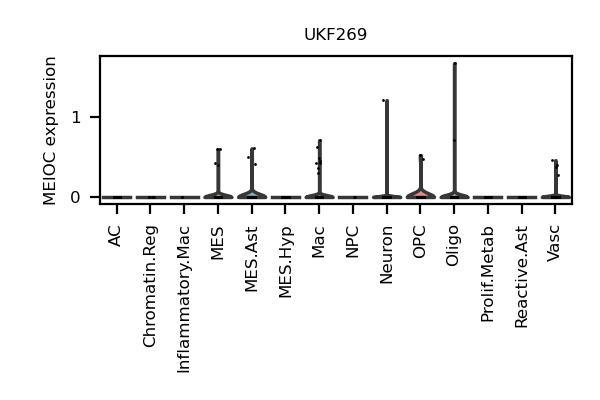 UKF269
MEIOC expression
1
0
AC
Chromatin.Reg
Inflammatory.Mac
MES
MES.Ast
MES.Hyp
Mac
NPC
Neuron
OPC
Oligo
Prolif.Metab
Reactive.Ast
Vasc